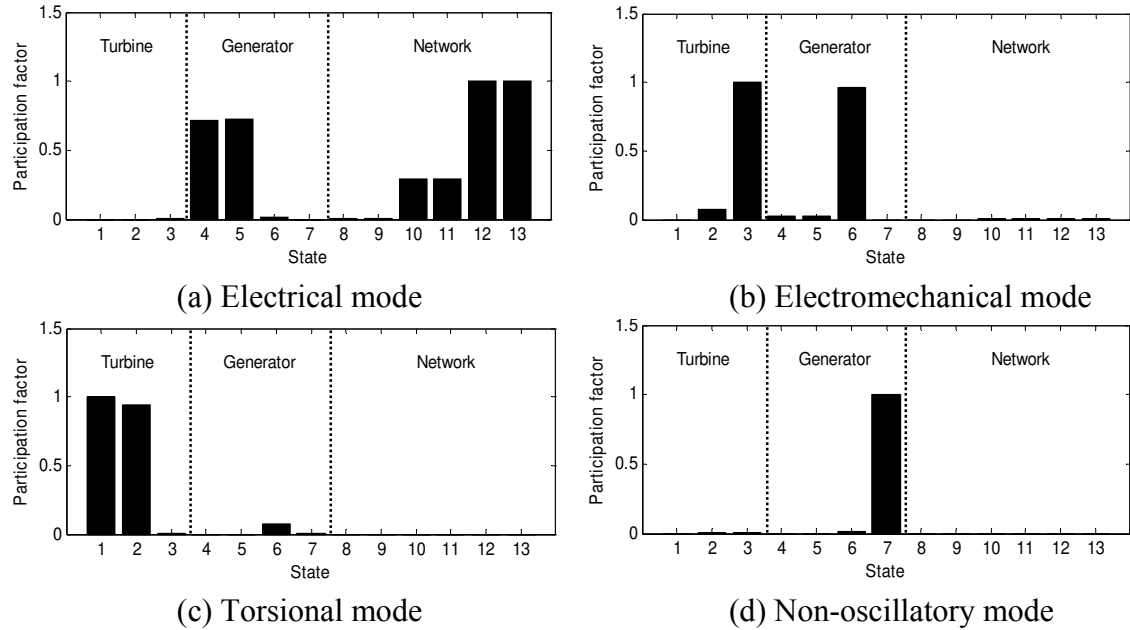 1.5
Turbine Generator Network
1
0.5
0
Participation factor
1 2 3 4 5 6 7 8 9 10 11 12 13
State
(a) Electrical mode
1.5
Turbine Generator Network
1
0.5
0
Participation factor
1 2 3 4 5 6 7 8 9 10 11 12 13
State
(b) Electromechanical mode
1.5
Turbine Generator Network
1
0.5
0
Participation factor
1 2 3 4 5 6 7 8 9 10 11 12 13
State
(c) Torsional mode
1.5
Turbine Generator Network
1
0.5
0
Participation factor
1 2 3 4 5 6 7 8 9 10 11 12 13
State
(d) Non-oscillatory mode